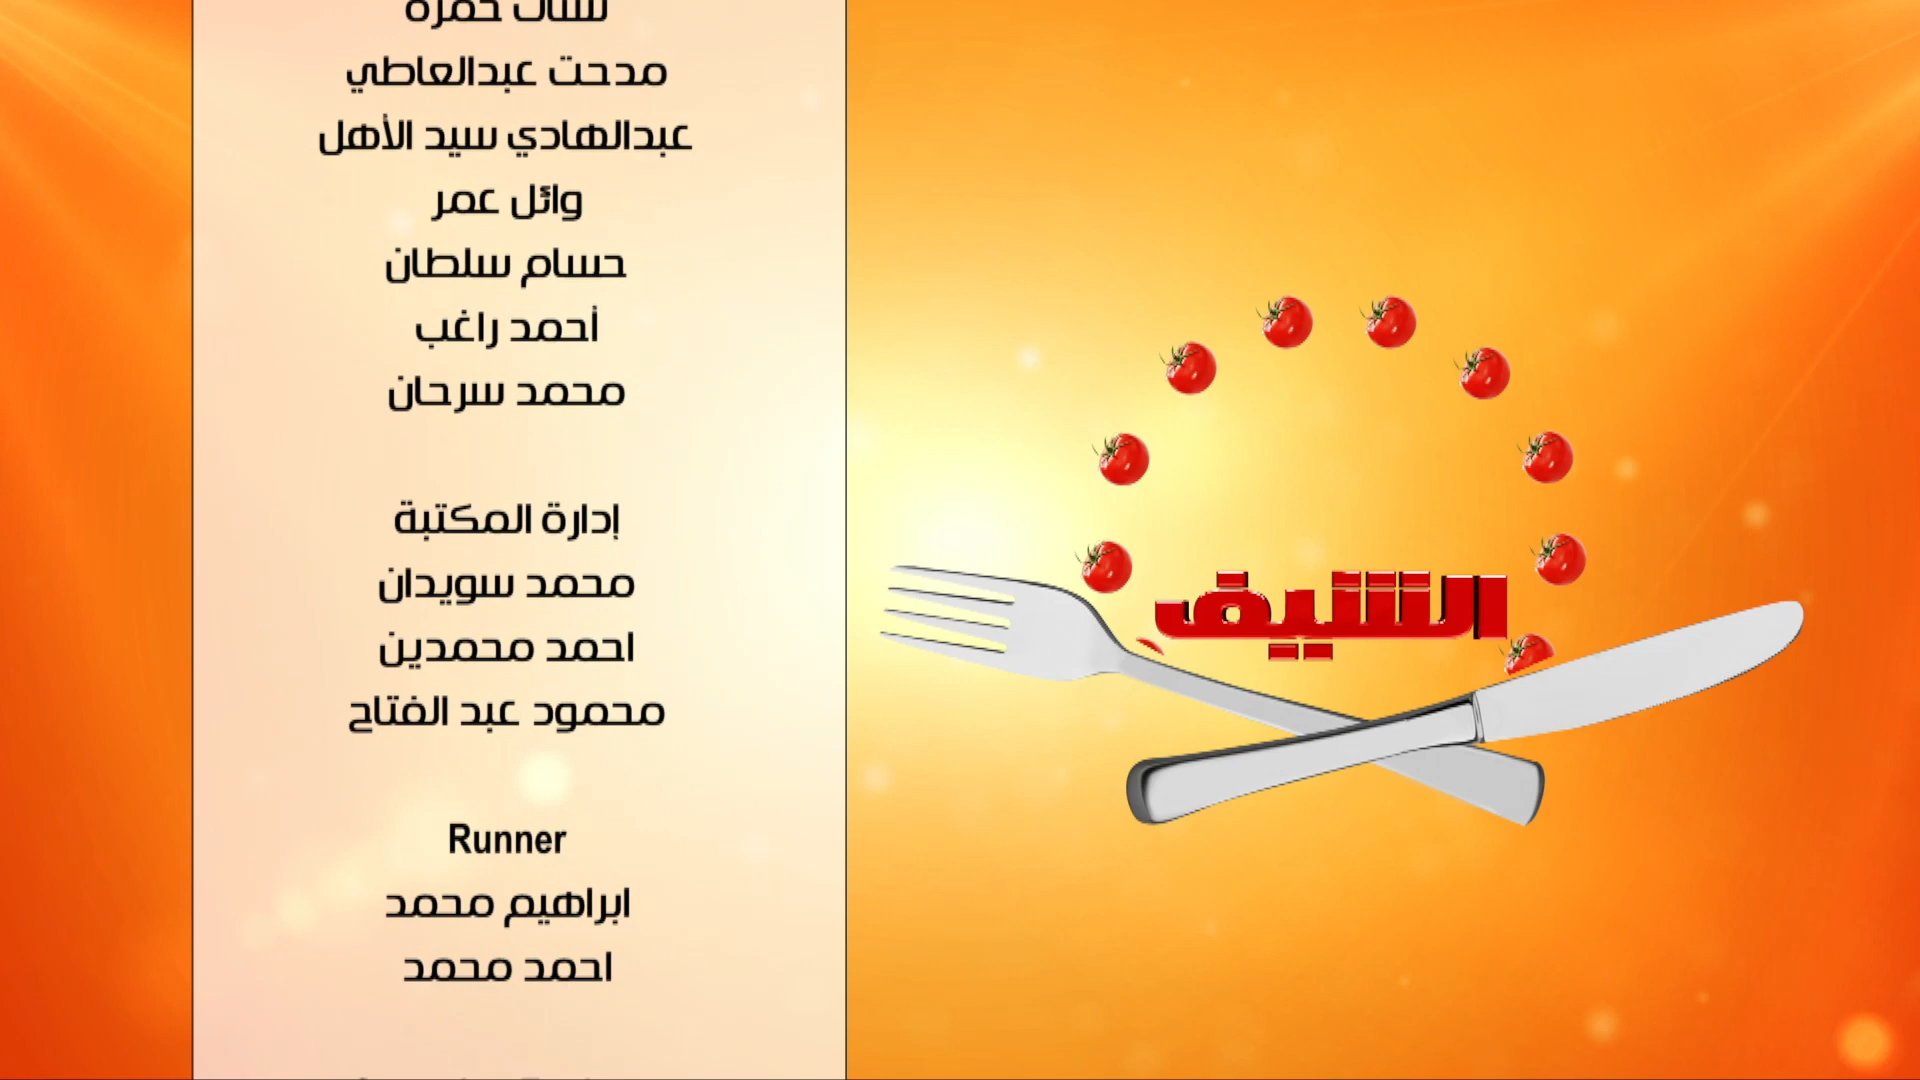 مدحت عبدالعاطي
عبدالهادي سيد الأهل
وائل عمر
حسام سلطان
أحمد راغب
محمد سرحان
إدارة المكتبة
محمد سويدان
احمد محمدين
محمود عبد الفتاح
Runner
ابراهيم محمد
احمد محمد
الشيف